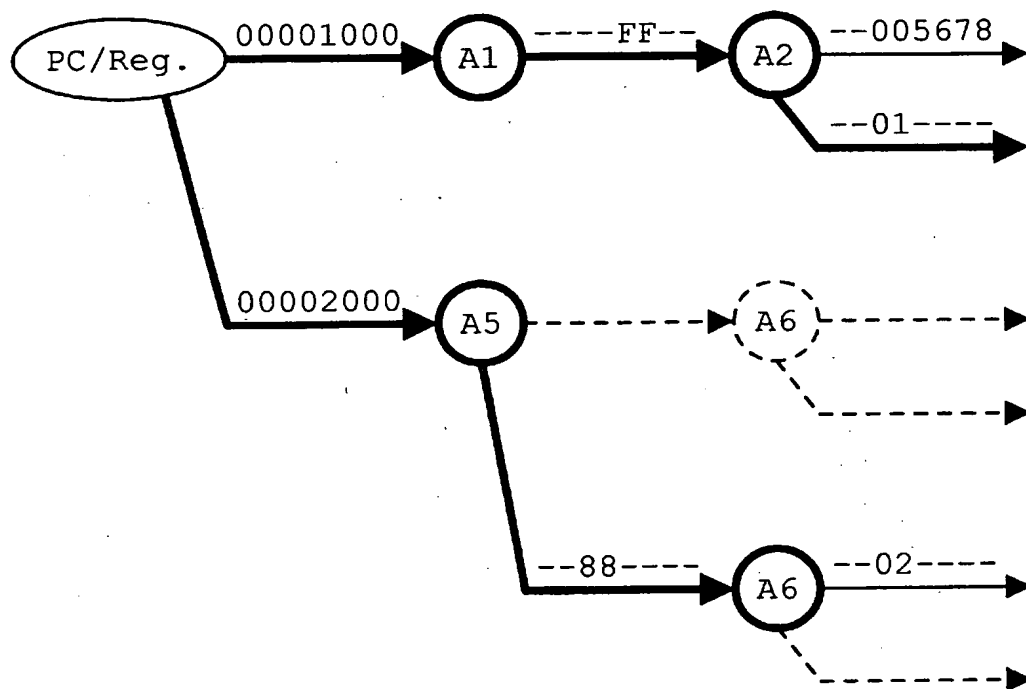 00001000
PC/Reg.
A1
----FF--
A2
--005678
--01----
00002000
A5
A6
--88----
A6
--02----